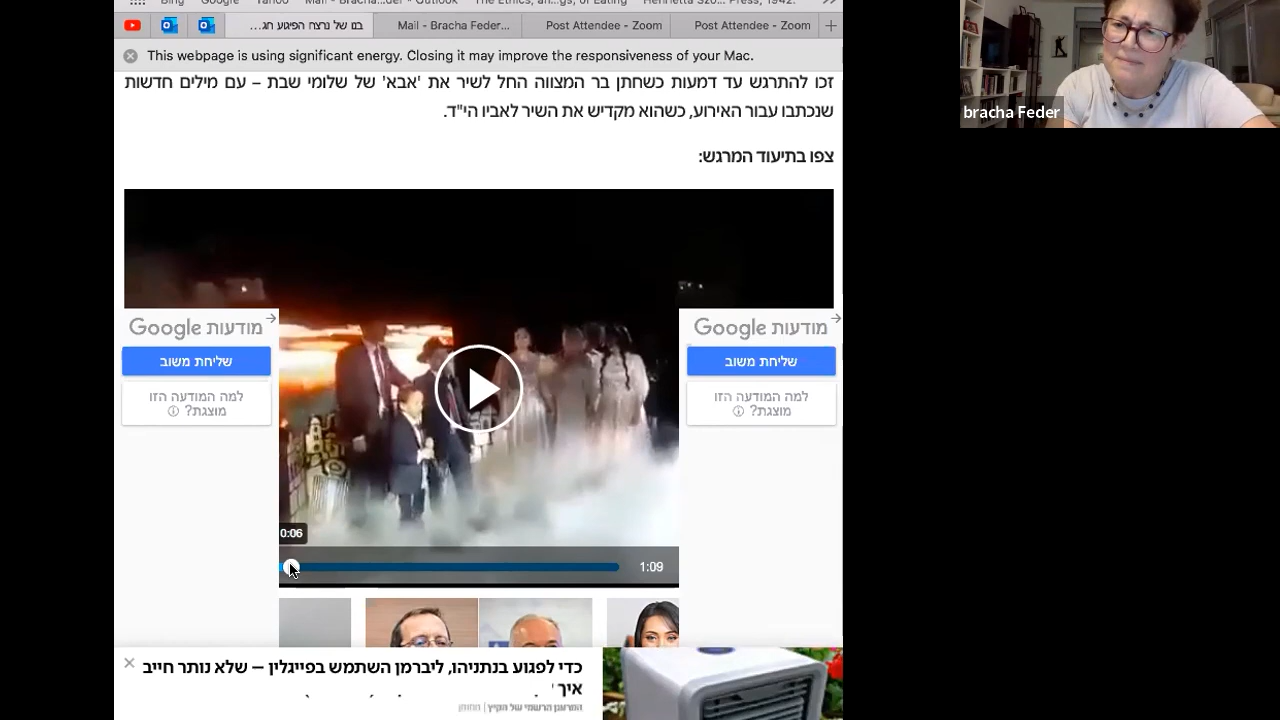 Bing Google Yahoo Mail - Bracha...der - Outlook The Ethics, an...gs, of Eating Henrietta Szo... Press, 1942.
בנו של נרצח הפיגוע חג... Mail - Bracha Feder... Post Attendee - Zoom Post Attendee - Zoom
This webpage is using significant energy. Closing it may improve the responsiveness of your Mac.
זכו להתרגש עד דמעות כשחתן בר המצווה החל לשיר את 'אבא' של שלומי שבת – עם מילים חדשות
שנכתבו עבור האירוע, כשהוא מקדיש את השיר לאביו הי"ד.
צפו בתיעוד המרגש:
מודעות Google
שליחת משוב
למה המודעה הזו
מוצגת?
מודעות Google
שליחת משוב
למה המודעה הזו
מוצגת?
0:06
1:09
כדי לפגוע בנתניהו, ליברמן השתמש בפייגלין – שלא נותר חייב
איך
המזגן הרשמי של הקיץ | ממומן
bracha Feder